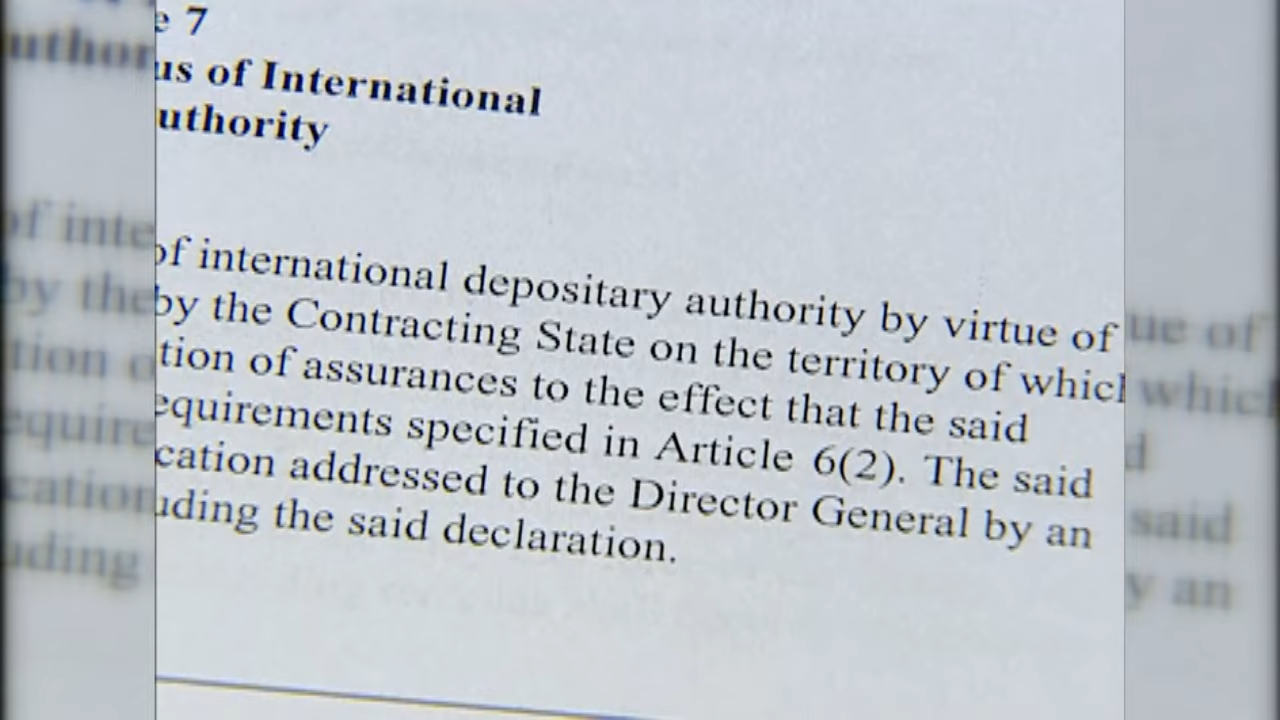 e 7
us of International
uthority
of international depositary authority by virtue of
by the Contracting State on the territory of which
tion of assurances to the effect that the said
equirements specified in Article 6(2). The said
cation addressed to the Director General by an
uding the said declaration.